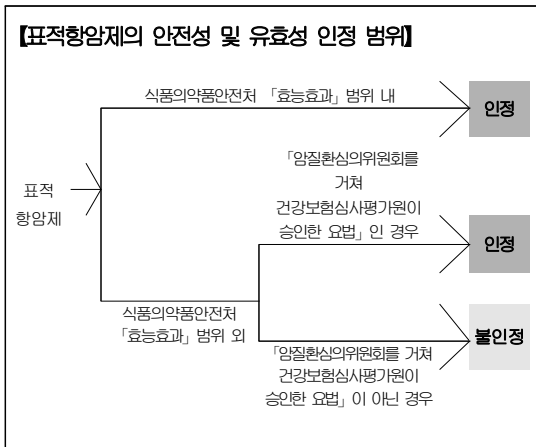 【표적항암제의 안전성 및 유효성 인정 범위】
식품의약품안전처 「효능효과」 범위 내
인정
표적
항암제
「암질환심의위원회를
거쳐
건강보험심사평가원이
승인한 요법」 인 경우
인정
식품의약품안전처
「효능효과」 범위 외
불인정
「암질환심의위원회를 거쳐
건강보험심사평가원이
승인한 요법」 이 아닌 경우